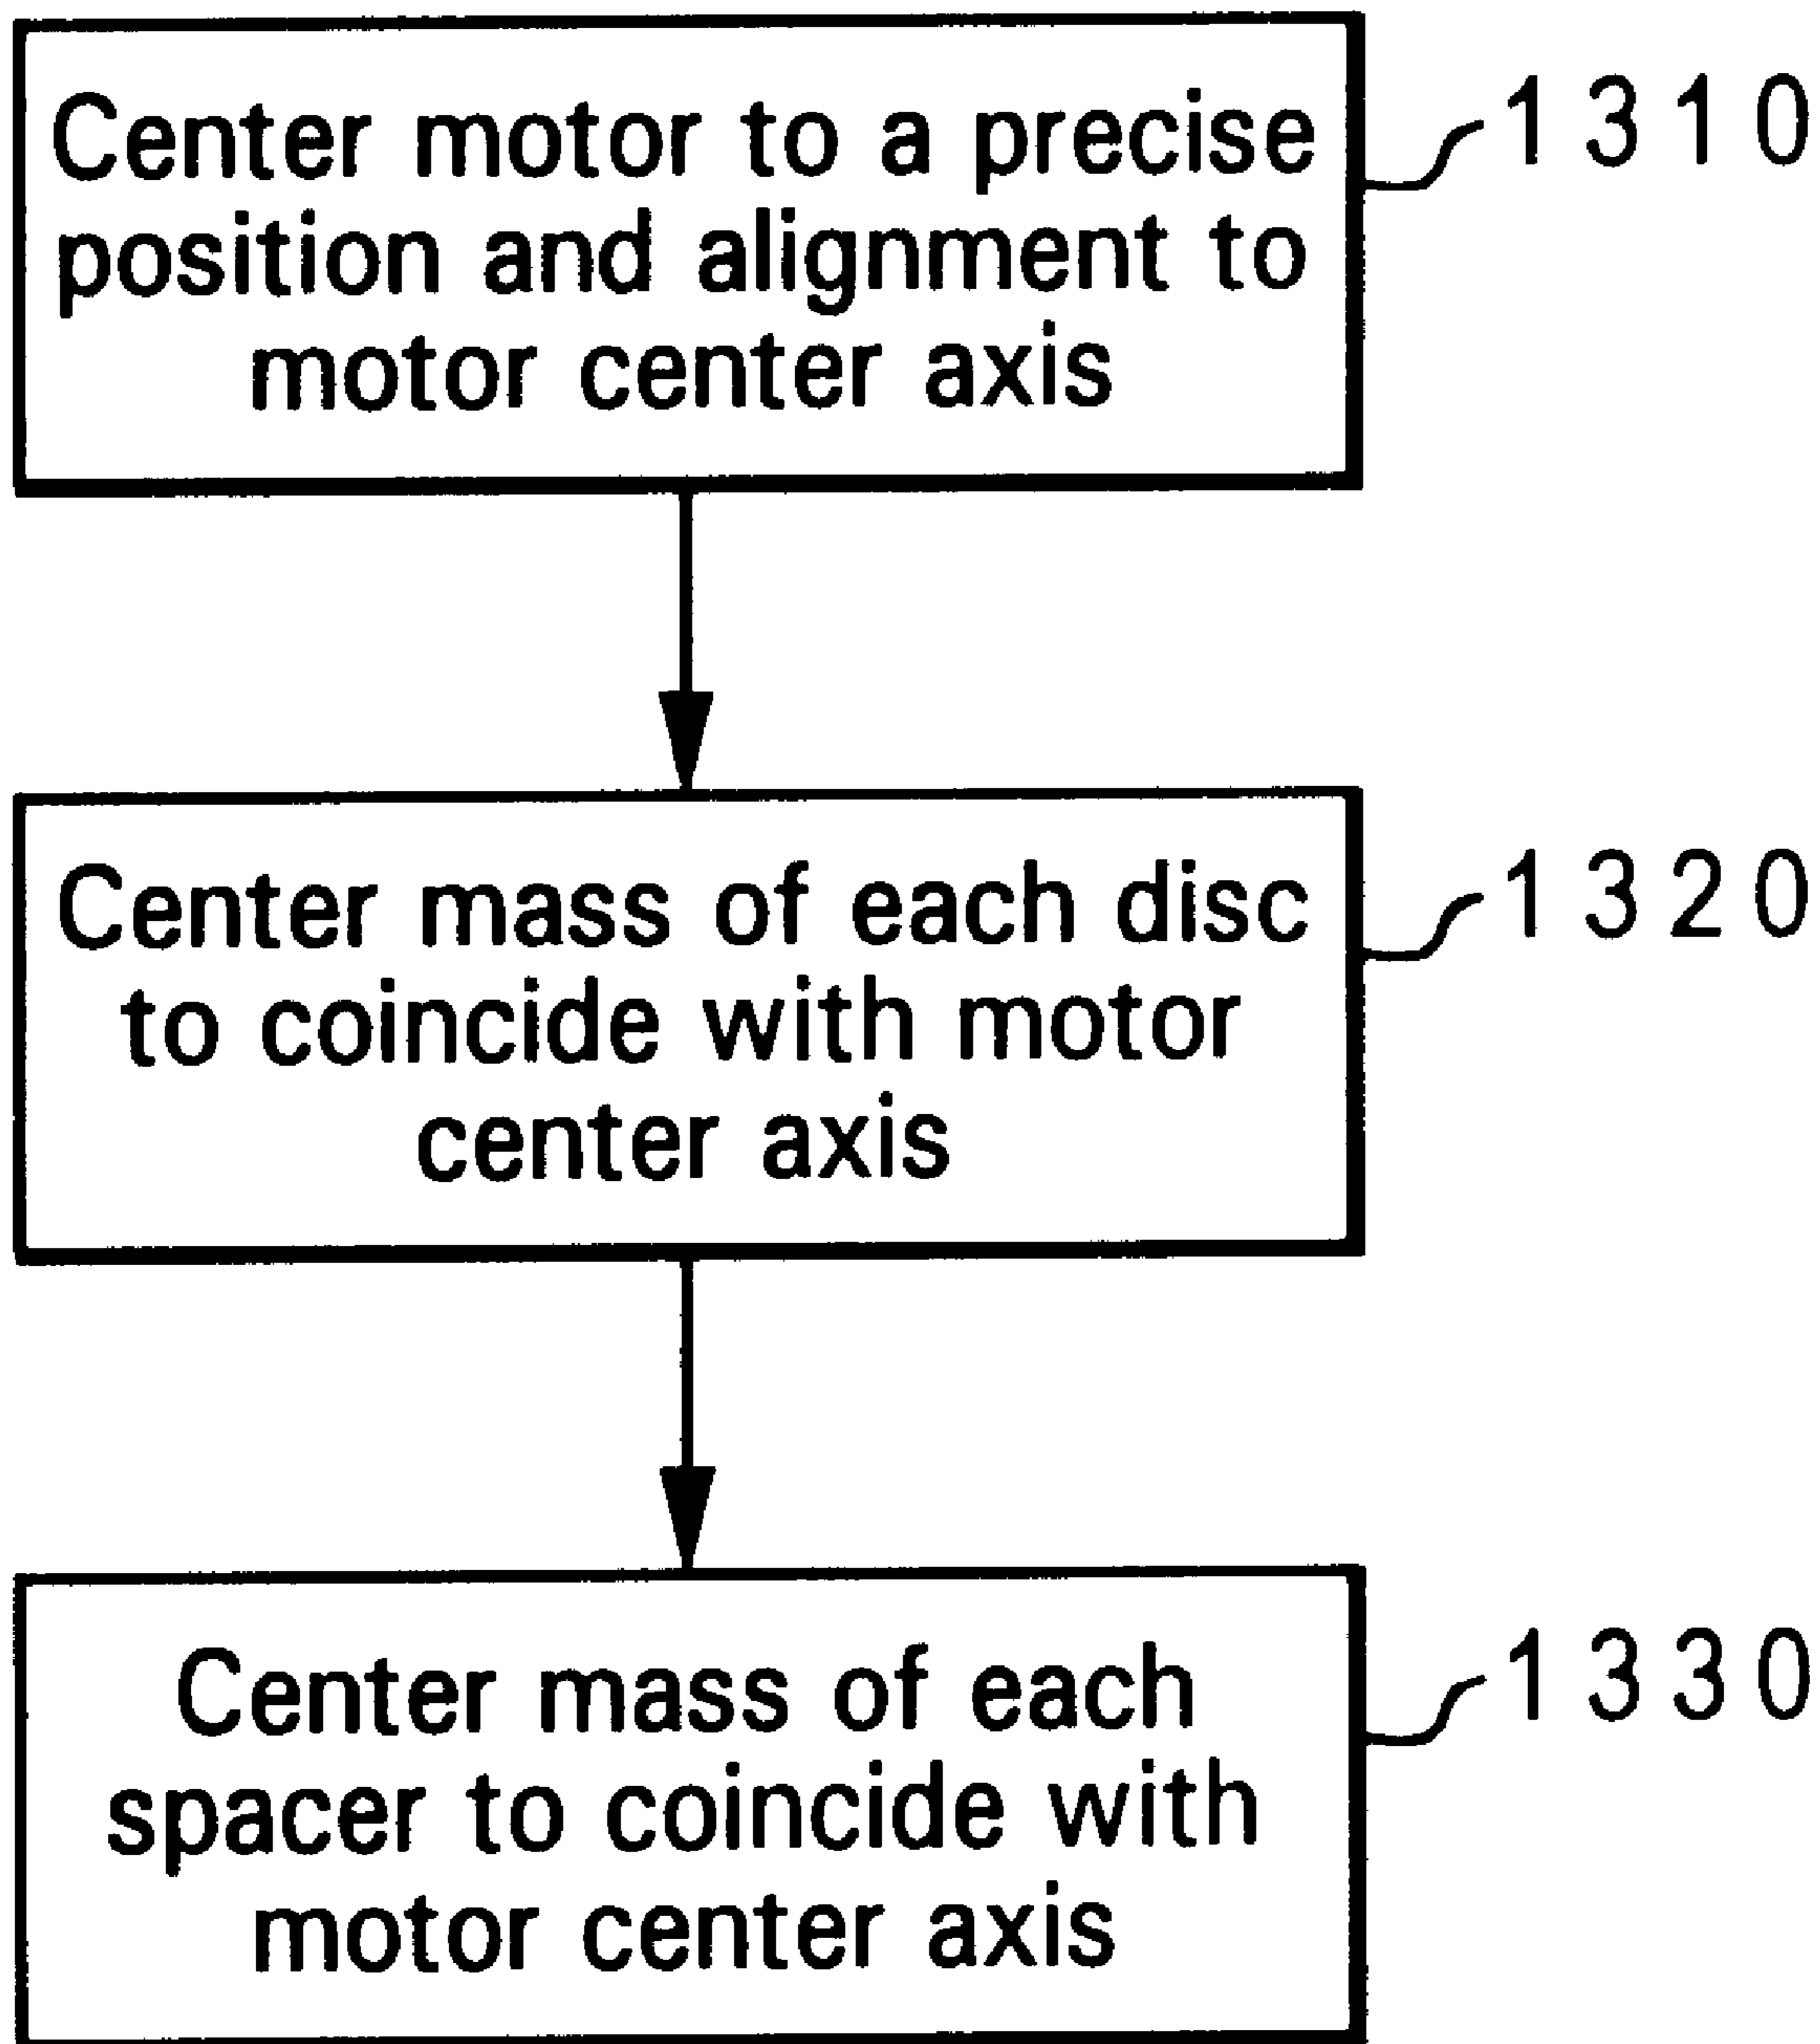 Center motor to a precise
position and alignment to
motor center axis
1310
Center mass of each disc
to coincide with motor
center axis
1320
Center mass of each
spacer to coincide with
motor center axis
1330